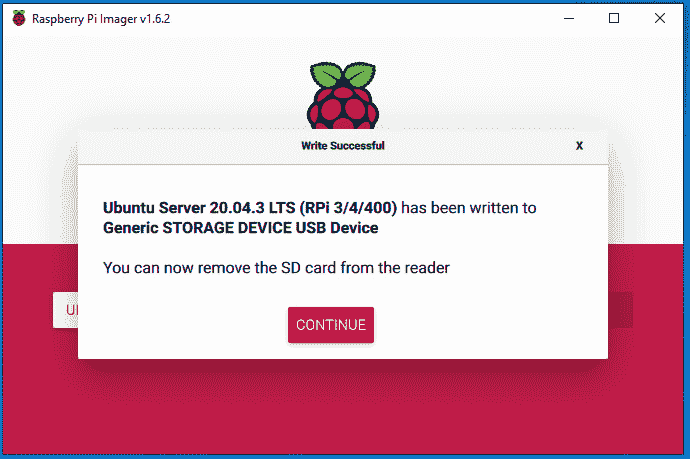 Raspberry Pi Imager v1.6.2
Write Successful
X
Ubuntu Server 20.04.3 LTS (RPi 3/4/400) has been written to
Generic STORAGE DEVICE USB Device
You can now remove the SD card from the reader
CONTINUE